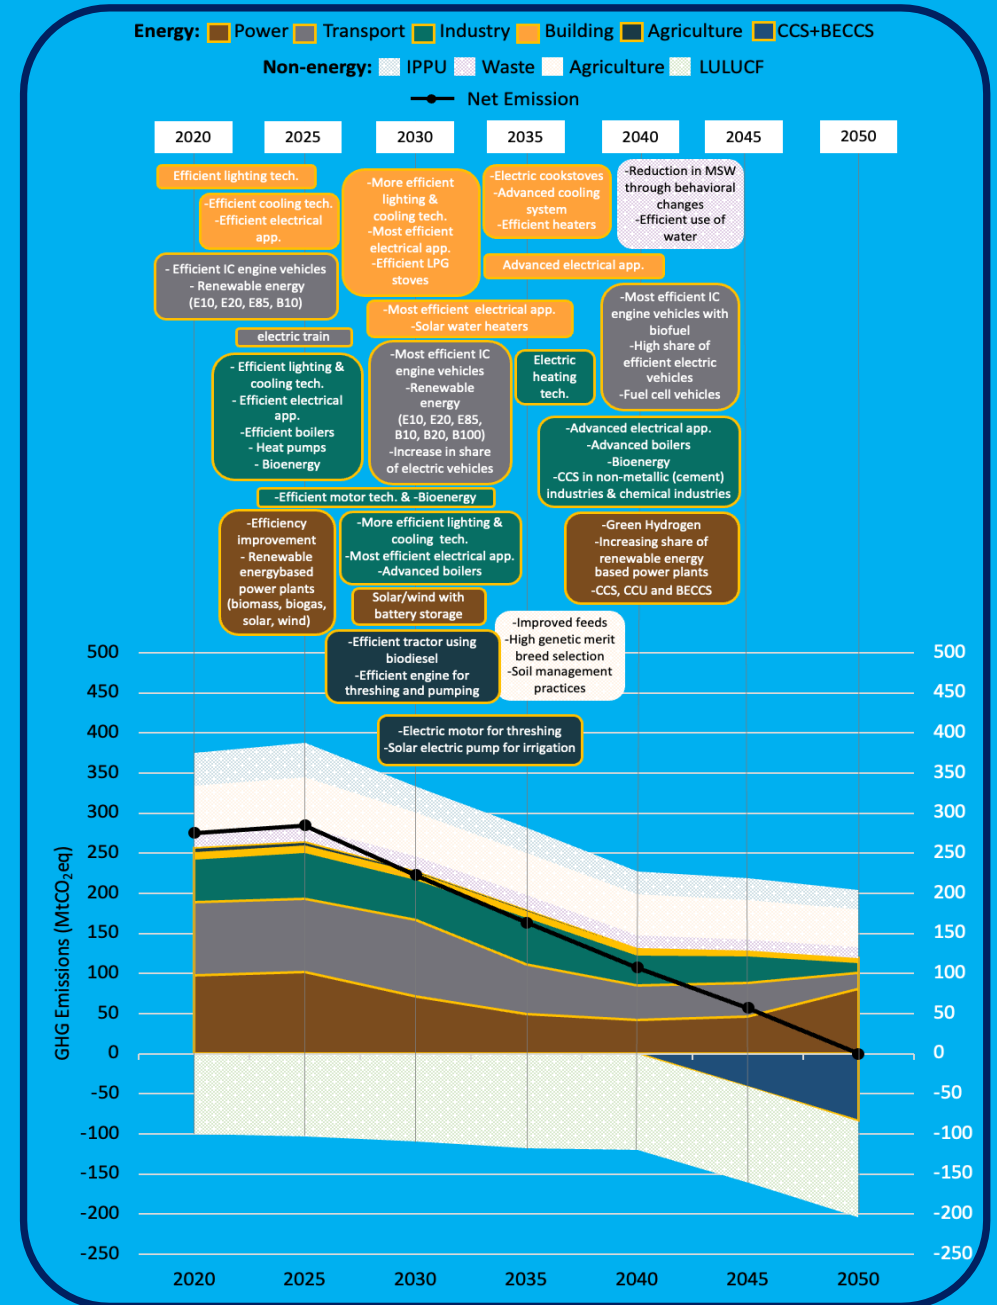 Energy: Power Transport Industry Building Agriculture CCS+BECCS
Non-energy: IPPU Waste Agriculture LULUCF
Net Emission
2020 2025 2030 2035 2040 2045 2050
Efficient lighting tech.
-Efficient cooling tech.
-Efficient electrical
app.
- Efficient IC engine vehicles
- Renewable energy
(E10, E20, E85, B10)
electric train
- Efficient lighting &
cooling tech.
- Efficient electrical
app.
-Efficient boilers
- Heat pumps
- Bioenergy
-Efficient motor tech. & -Bioenergy
-Efficiency
improvement
- Renewable
energybased
power plants
(biomass, biogas,
solar, wind)
-More efficient
lighting &
cooling tech.
-Most efficient
electrical app.
-Efficient LPG
stoves
-Most efficient electrical app.
-Solar water heaters
-Most efficient IC
engine vehicles
-Renewable
energy
(E10, E20, E85,
B10, B20, B100)
-Increase in share
of electric vehicles
-More efficient lighting &
cooling tech.
-Most efficient electrical app.
-Advanced boilers
Solar/wind with
battery storage
-Efficient tractor using
biodiesel
-Efficient engine for
threshing and pumping
-Electric motor for threshing
-Solar electric pump for irrigation
-Electric cookstoves
-Advanced cooling
system
-Efficient heaters
Advanced electrical app.
Electric
heating
tech.
-Improved feeds
-High genetic merit
breed selection
-Soil management
practices
-Reduction in MSW
through behavioral
changes
-Efficient use of
water
-Most efficient IC
engine vehicles with
biofuel
-High share of
efficient electric
vehicles
-Fuel cell vehicles
-Advanced electrical app.
-Advanced boilers
-Bioenergy
-CCS in non-metallic (cement)
industries & chemical industries
-Green Hydrogen
-Increasing share of
renewable energy
based power plants
-CCS, CCU and BECCS
GHG Emissions (MtCO₂eq)
500 500
450 450
400 400
350 350
300 300
250 250
200 200
150 150
100 100
50 50
0 0
-50 -50
-100 -100
-150 -150
-200 -200
-250 -250
2020 2025 2030 2035 2040 2045 2050